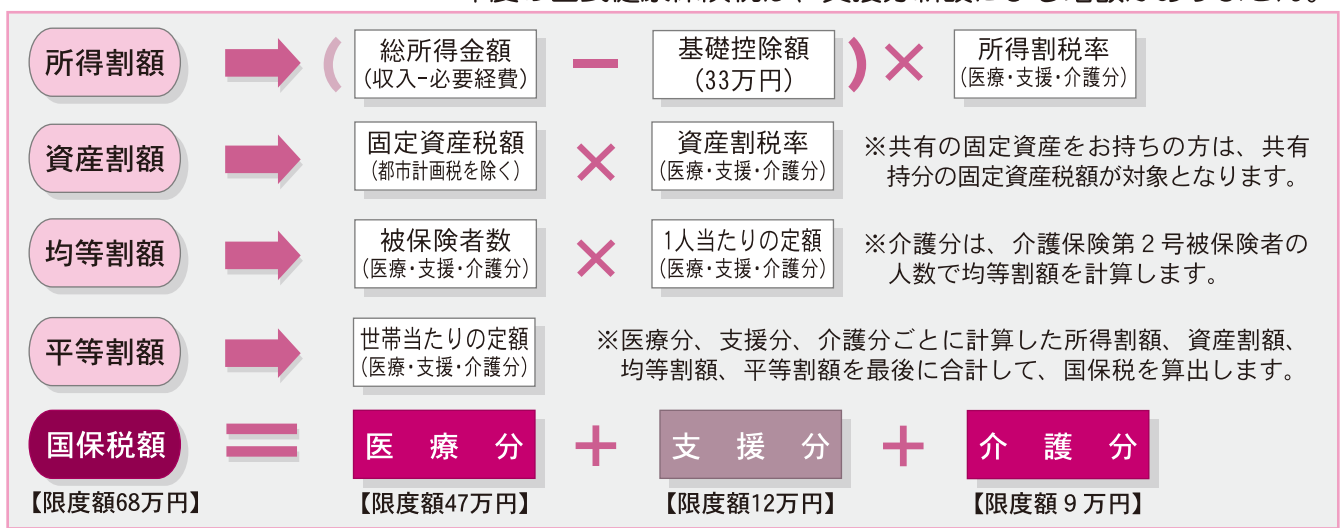 所得割額
(
総所得金額
(収入−必要経費)
−
基礎控除額
(33万円)
)
×
所得割税率
(医療・支援・介護分)
資産割額
固定資産税額
(都市計画税を除く)
×
資産割税率
(医療・支援・介護分)
※共有の固定資産をお持ちの方は、共有
持分の固定資産税額が対象となります。
均等割額
被保険者数
(医療・支援・介護分)
×
1人当たりの定額
(医療・支援・介護分)
※介護分は、介護保険第2号被保険者の
人数で均等割額を計算します。
平等割額
世帯当たりの定額
(医療・支援・介護分)
※医療分、支援分、介護分ごとに計算した所得割額、資産割額、
均等割額、平等割額を最後に合計して、国保税を算出します。
国保税額
=
医療分
+
支援分
+
介護分
【限度額68万円】
【限度額47万円】
【限度額12万円】
【限度額9万円】